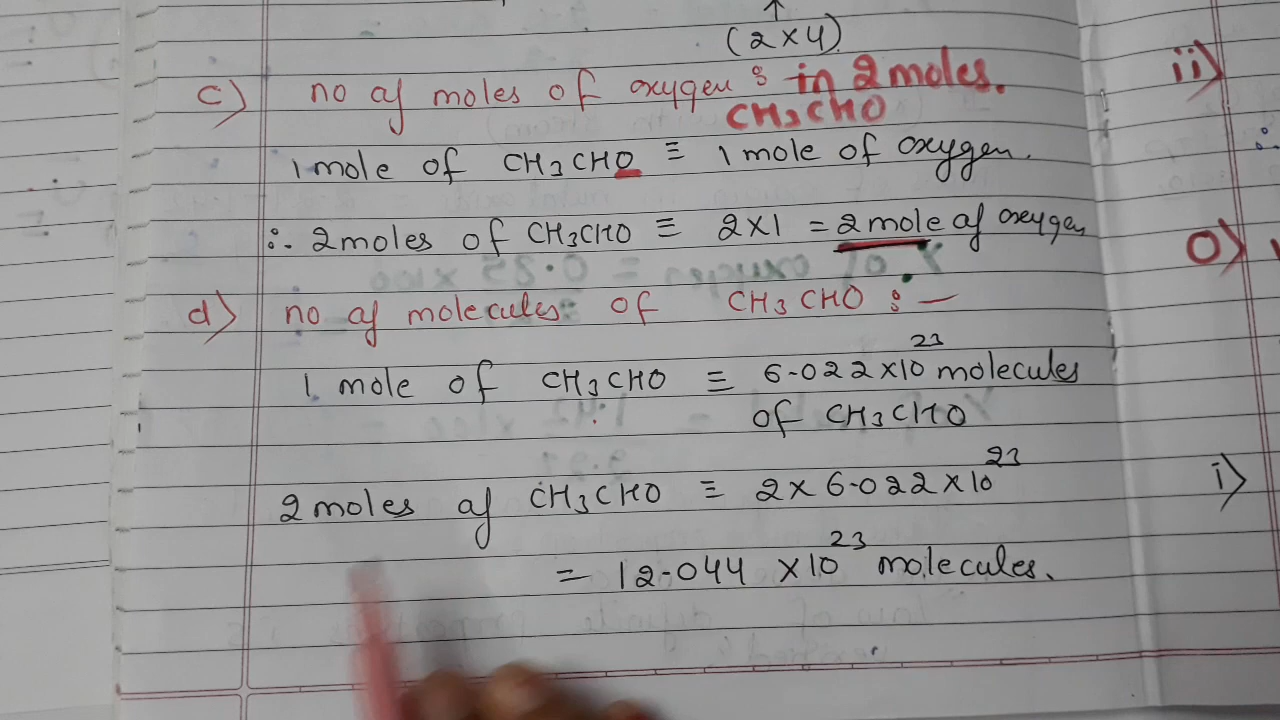 (2×4)
c) no of moles of oxygen : in 2 moles.
CH3CHO
ii)
1 mole of CH3CHO ≡ 1 mole of oxygen.
∴ 2 moles of CH3CHO ≡ 2×1 = 2 mole of oxygen
o)
d) no of molecules of CH3CHO :—
1 mole of CH3CHO ≡ 6.022×10^23 molecules
of CH3CHO
2 moles of CH3CHO ≡ 2×6.022×10^23
i)
= 12.044 ×10^23 molecules.